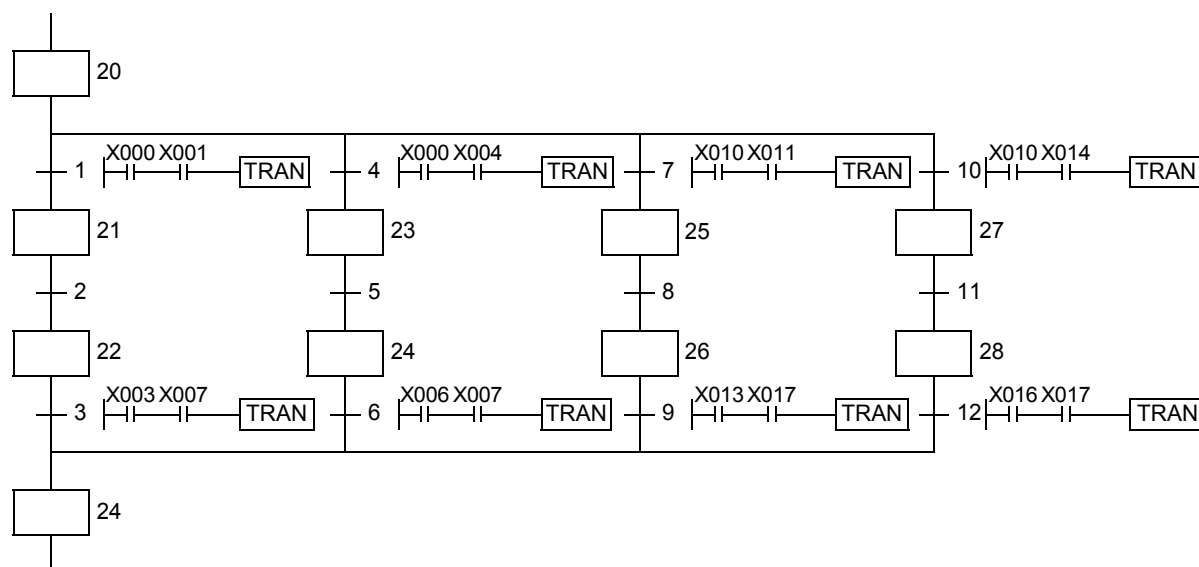 20
1 X000 X001 TRAN 4 X000 X004 TRAN 7 X010 X011 TRAN 10 X010 X014 TRAN
21 23 25 27
2 5 8 11
22 24 26 28
3 X003 X007 TRAN 6 X006 X007 TRAN 9 X013 X017 TRAN 12 X016 X017 TRAN
24